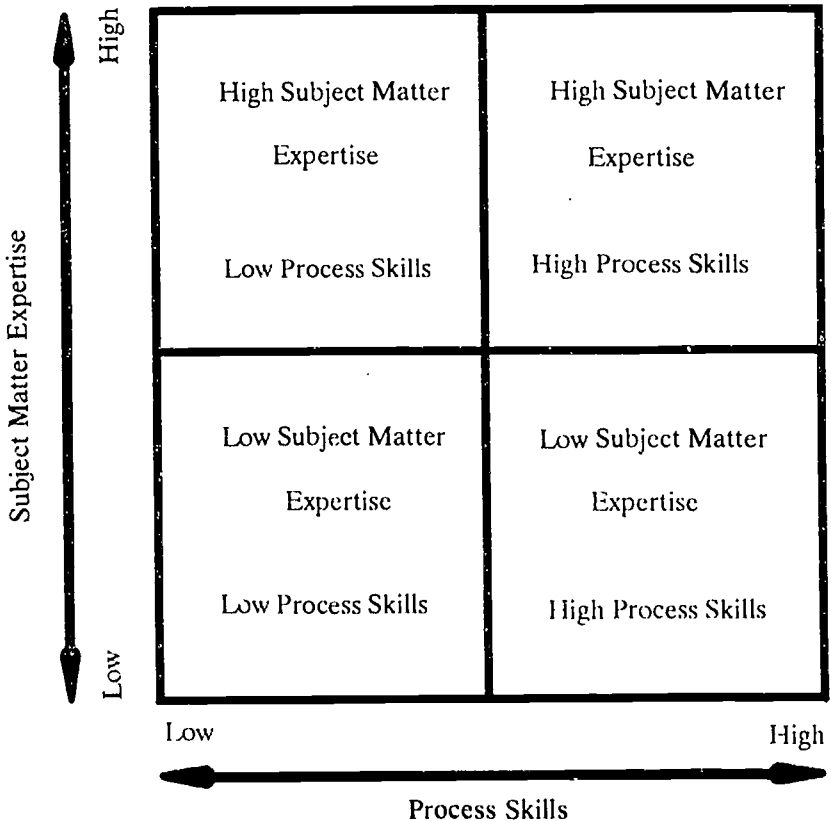 High
High Subject Matter
Expertise
Low Process Skills
High Subject Matter
Expertise
High Process Skills
Subject Matter Expertise
Low Subject Matter
Expertise
Low Process Skills
Low Subject Matter
Expertise
High Process Skills
Low
Low
High
Process Skills